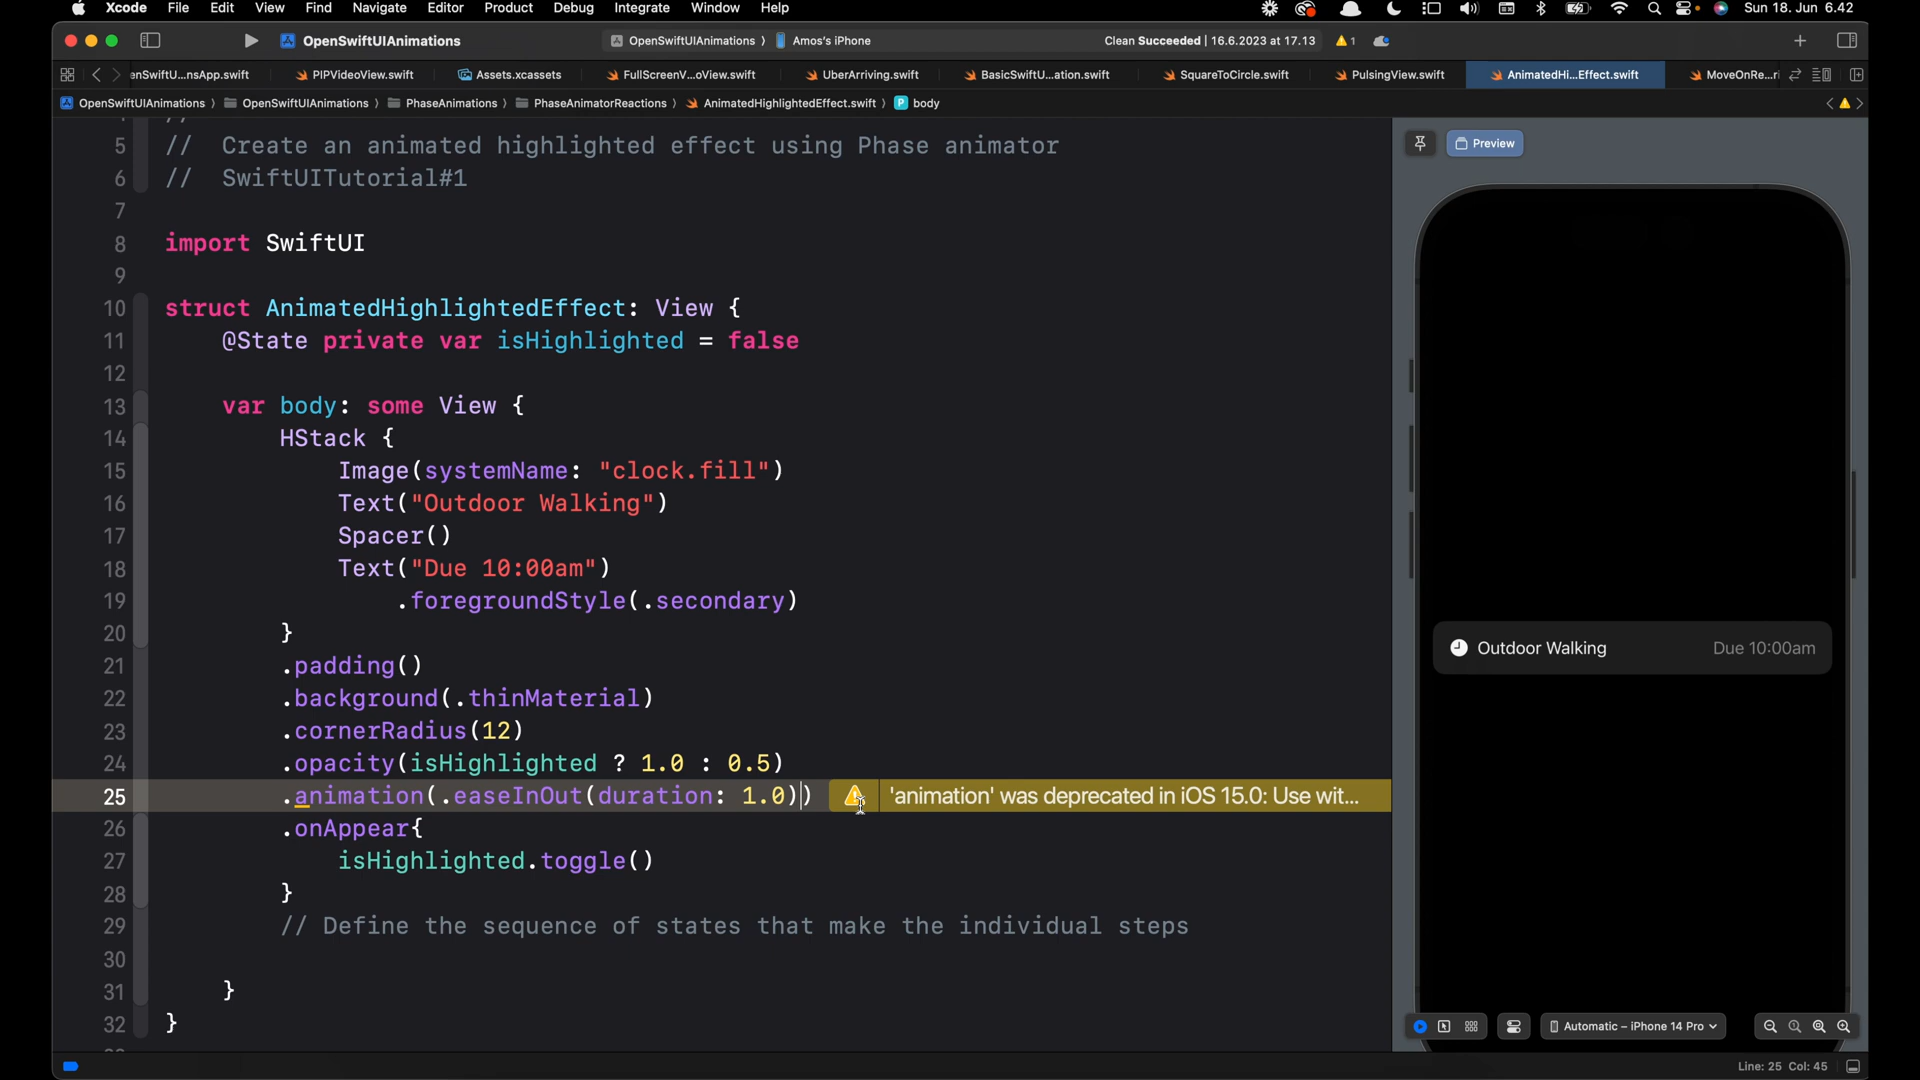 Xcode File Edit View Find Navigate Editor Product Debug Integrate Window Help Sun 18. Jun 6.42
OpenSwiftUIAnimations OpenSwiftUIAnimations 〉 Amos's iPhone Clean Succeeded | 16.6.2023 at 17.13 1
enSwiftU...nsApp.swift PIPVideoView.swift Assets.xcassets FullScreenV...oView.swift UberArriving.swift BasicSwiftU...ation.swift SquareToCircle.swift PulsingView.swift AnimatedHi...Effect.swift MoveOnRe...ri
OpenSwiftUIAnimations 〉 OpenSwiftUIAnimations 〉 PhaseAnimations 〉 PhaseAnimatorReactions 〉 AnimatedHighlightedEffect.swift 〉 P body
Preview
5 // Create an animated highlighted effect using Phase animator
6 // SwiftUITutorial#1
7
8 import SwiftUI
9
10 struct AnimatedHighlightedEffect: View {
11 @State private var isHighlighted = false
12
13 var body: some View {
14 HStack {
15 Image(systemName: "clock.fill")
16 Text("Outdoor Walking")
17 Spacer()
18 Text("Due 10:00am")
19 .foregroundStyle(.secondary)
20 }
21 .padding()
22 .background(.thinMaterial)
23 .cornerRadius(12)
24 .opacity(isHighlighted ? 1.0 : 0.5)
25 .animation(.easeInOut(duration: 1.0)) 'animation' was deprecated in iOS 15.0: Use wit...
26 .onAppear{
27 isHighlighted.toggle()
28 }
29 // Define the sequence of states that make the individual steps
30
31 }
32 }
Outdoor Walking Due 10:00am
Automatic – iPhone 14 Pro
Line: 25 Col: 45